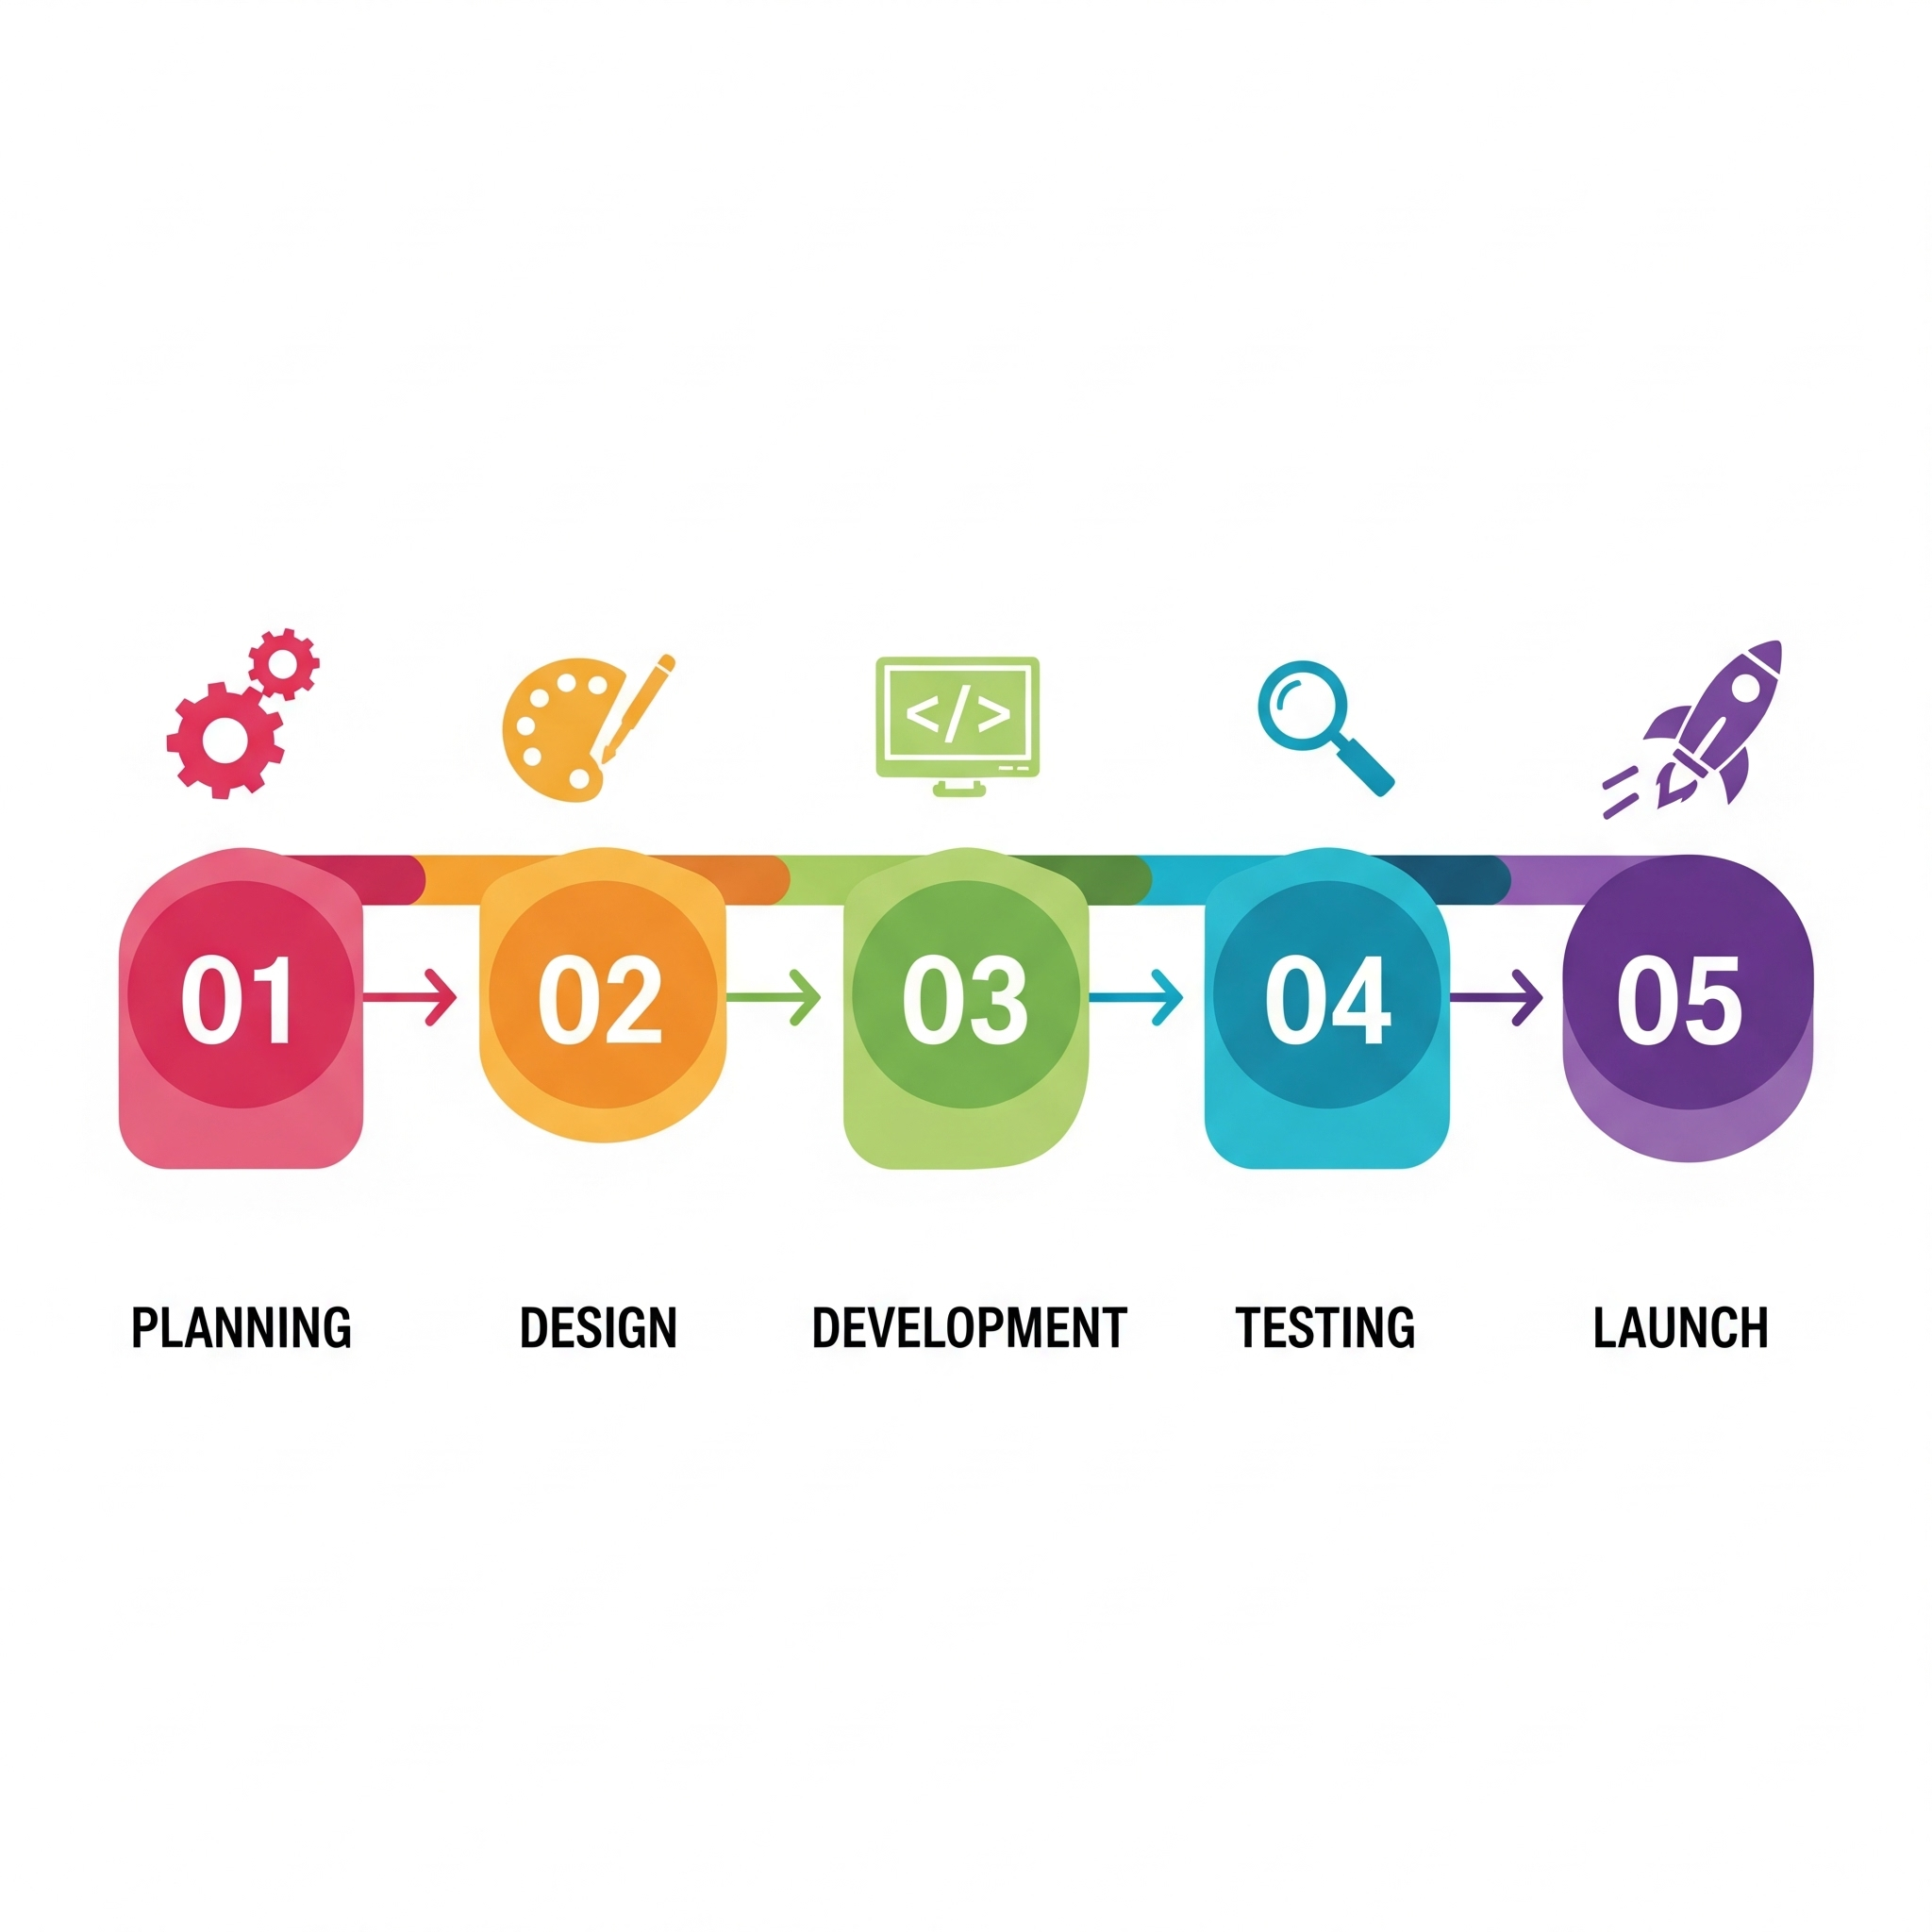 </>
01
02
03
04
05
PLANNING
DESIGN
DEVELOPMENT
TESTING
LAUNCH